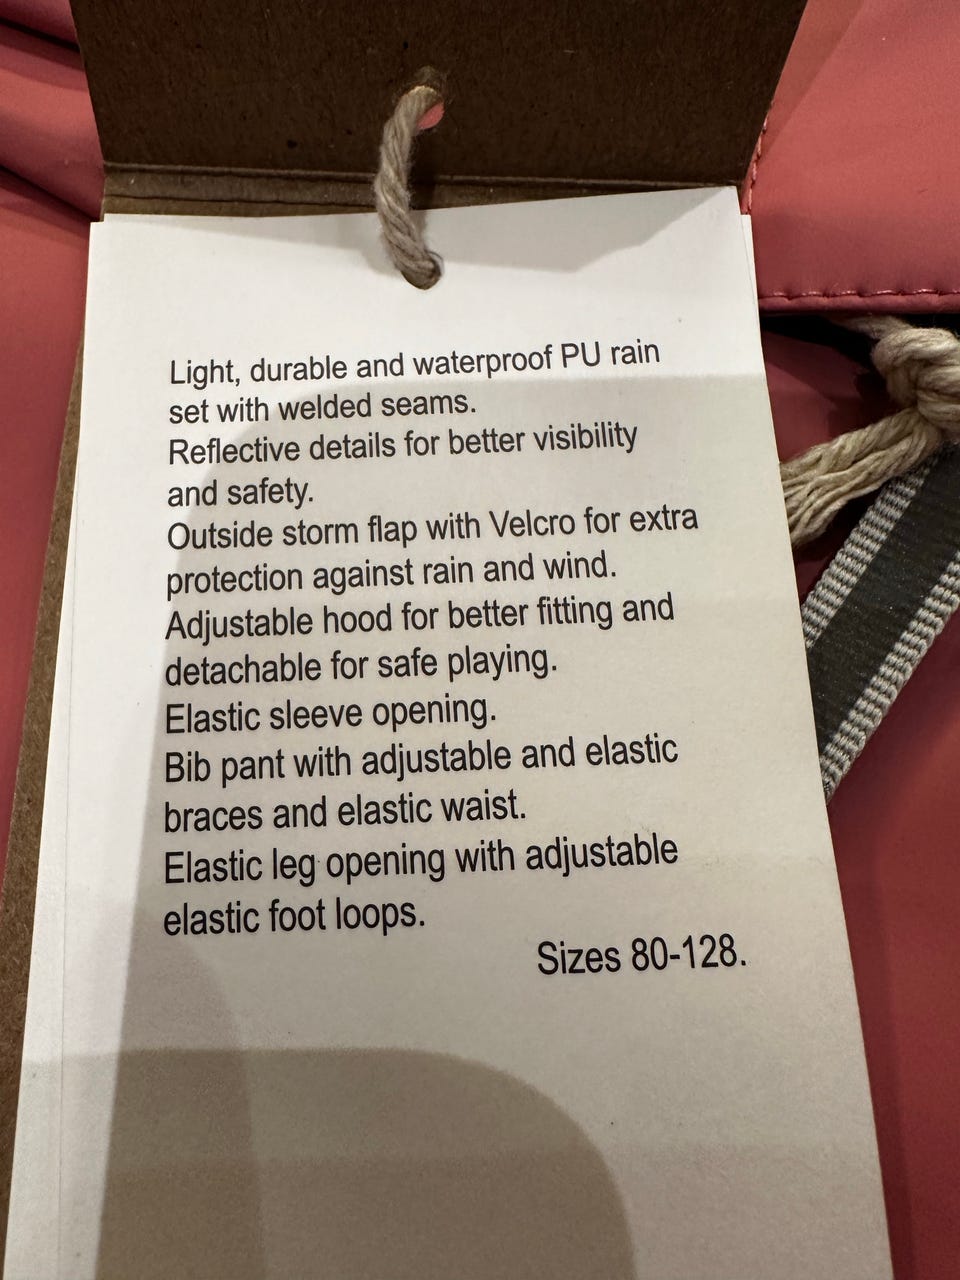 Light, durable and waterproof PU rain
set with welded seams.
Reflective details for better visibility
and safety.
Outside storm flap with Velcro for extra
protection against rain and wind.
Adjustable hood for better fitting and
detachable for safe playing.
Elastic sleeve opening.
Bib pant with adjustable and elastic
braces and elastic waist.
Elastic leg opening with adjustable
elastic foot loops.
Sizes 80-128.